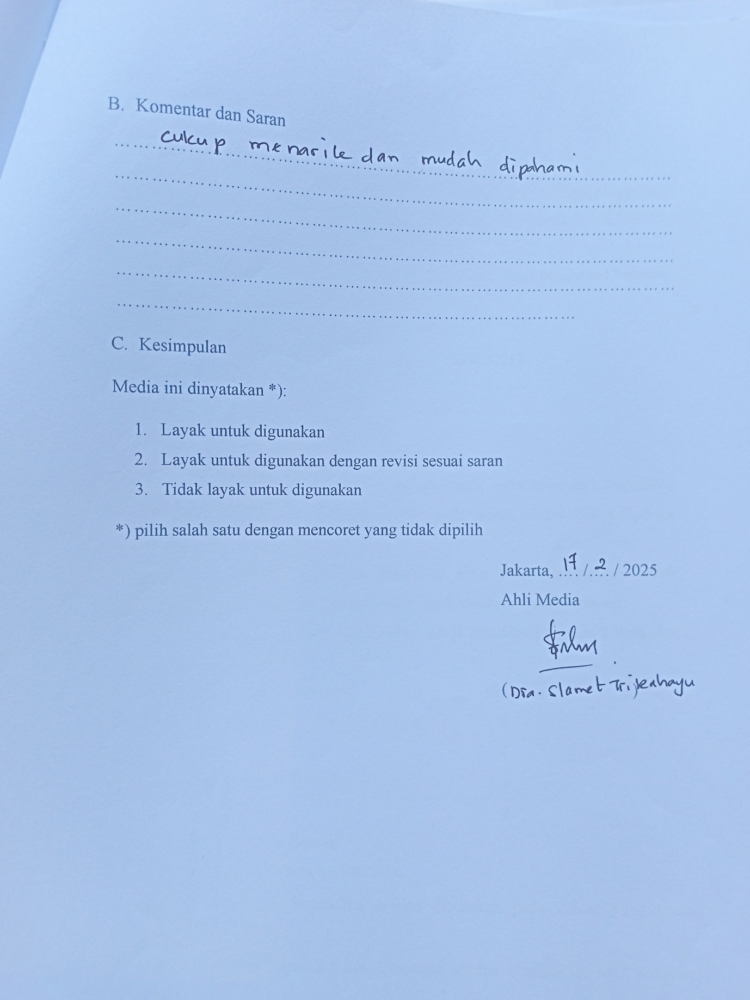 B. Komentar dan Saran
cukup menarik dan mudah dipahami
C. Kesimpulan
Media ini dinyatakan *):
1. Layak untuk digunakan
2. Layak untuk digunakan dengan revisi sesuai saran
3. Tidak layak untuk digunakan
*) pilih salah satu dengan mencoret yang tidak dipilih
Jakarta, 17 / 2 / 2025
Ahli Media
(Dra. Slamet